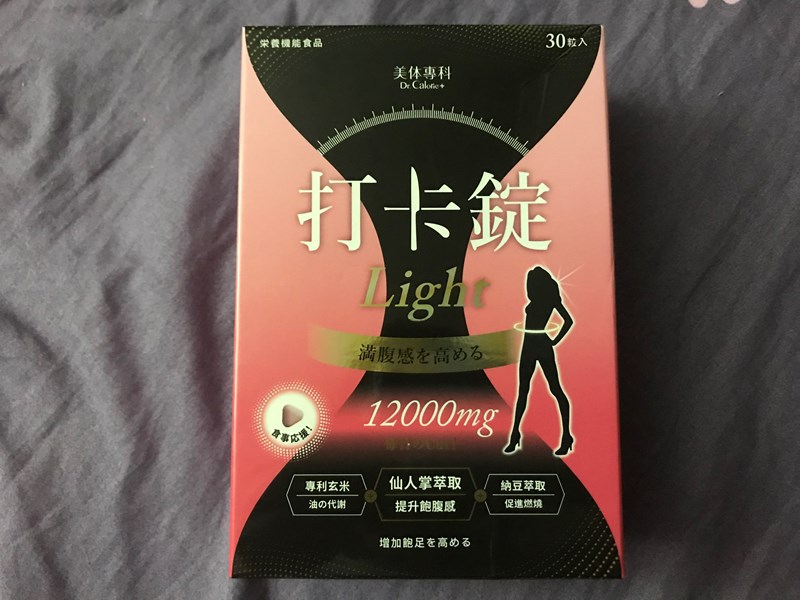 栄養機能食品
30粒入
美体專科
Dr. Calorie+
打卡錠
Light
満腹感を高める
12000mg
食事応援!
專利玄米
油の代謝
仙人掌萃取
提升飽腹感
納豆萃取
促進燃燒
增加飽足を高める